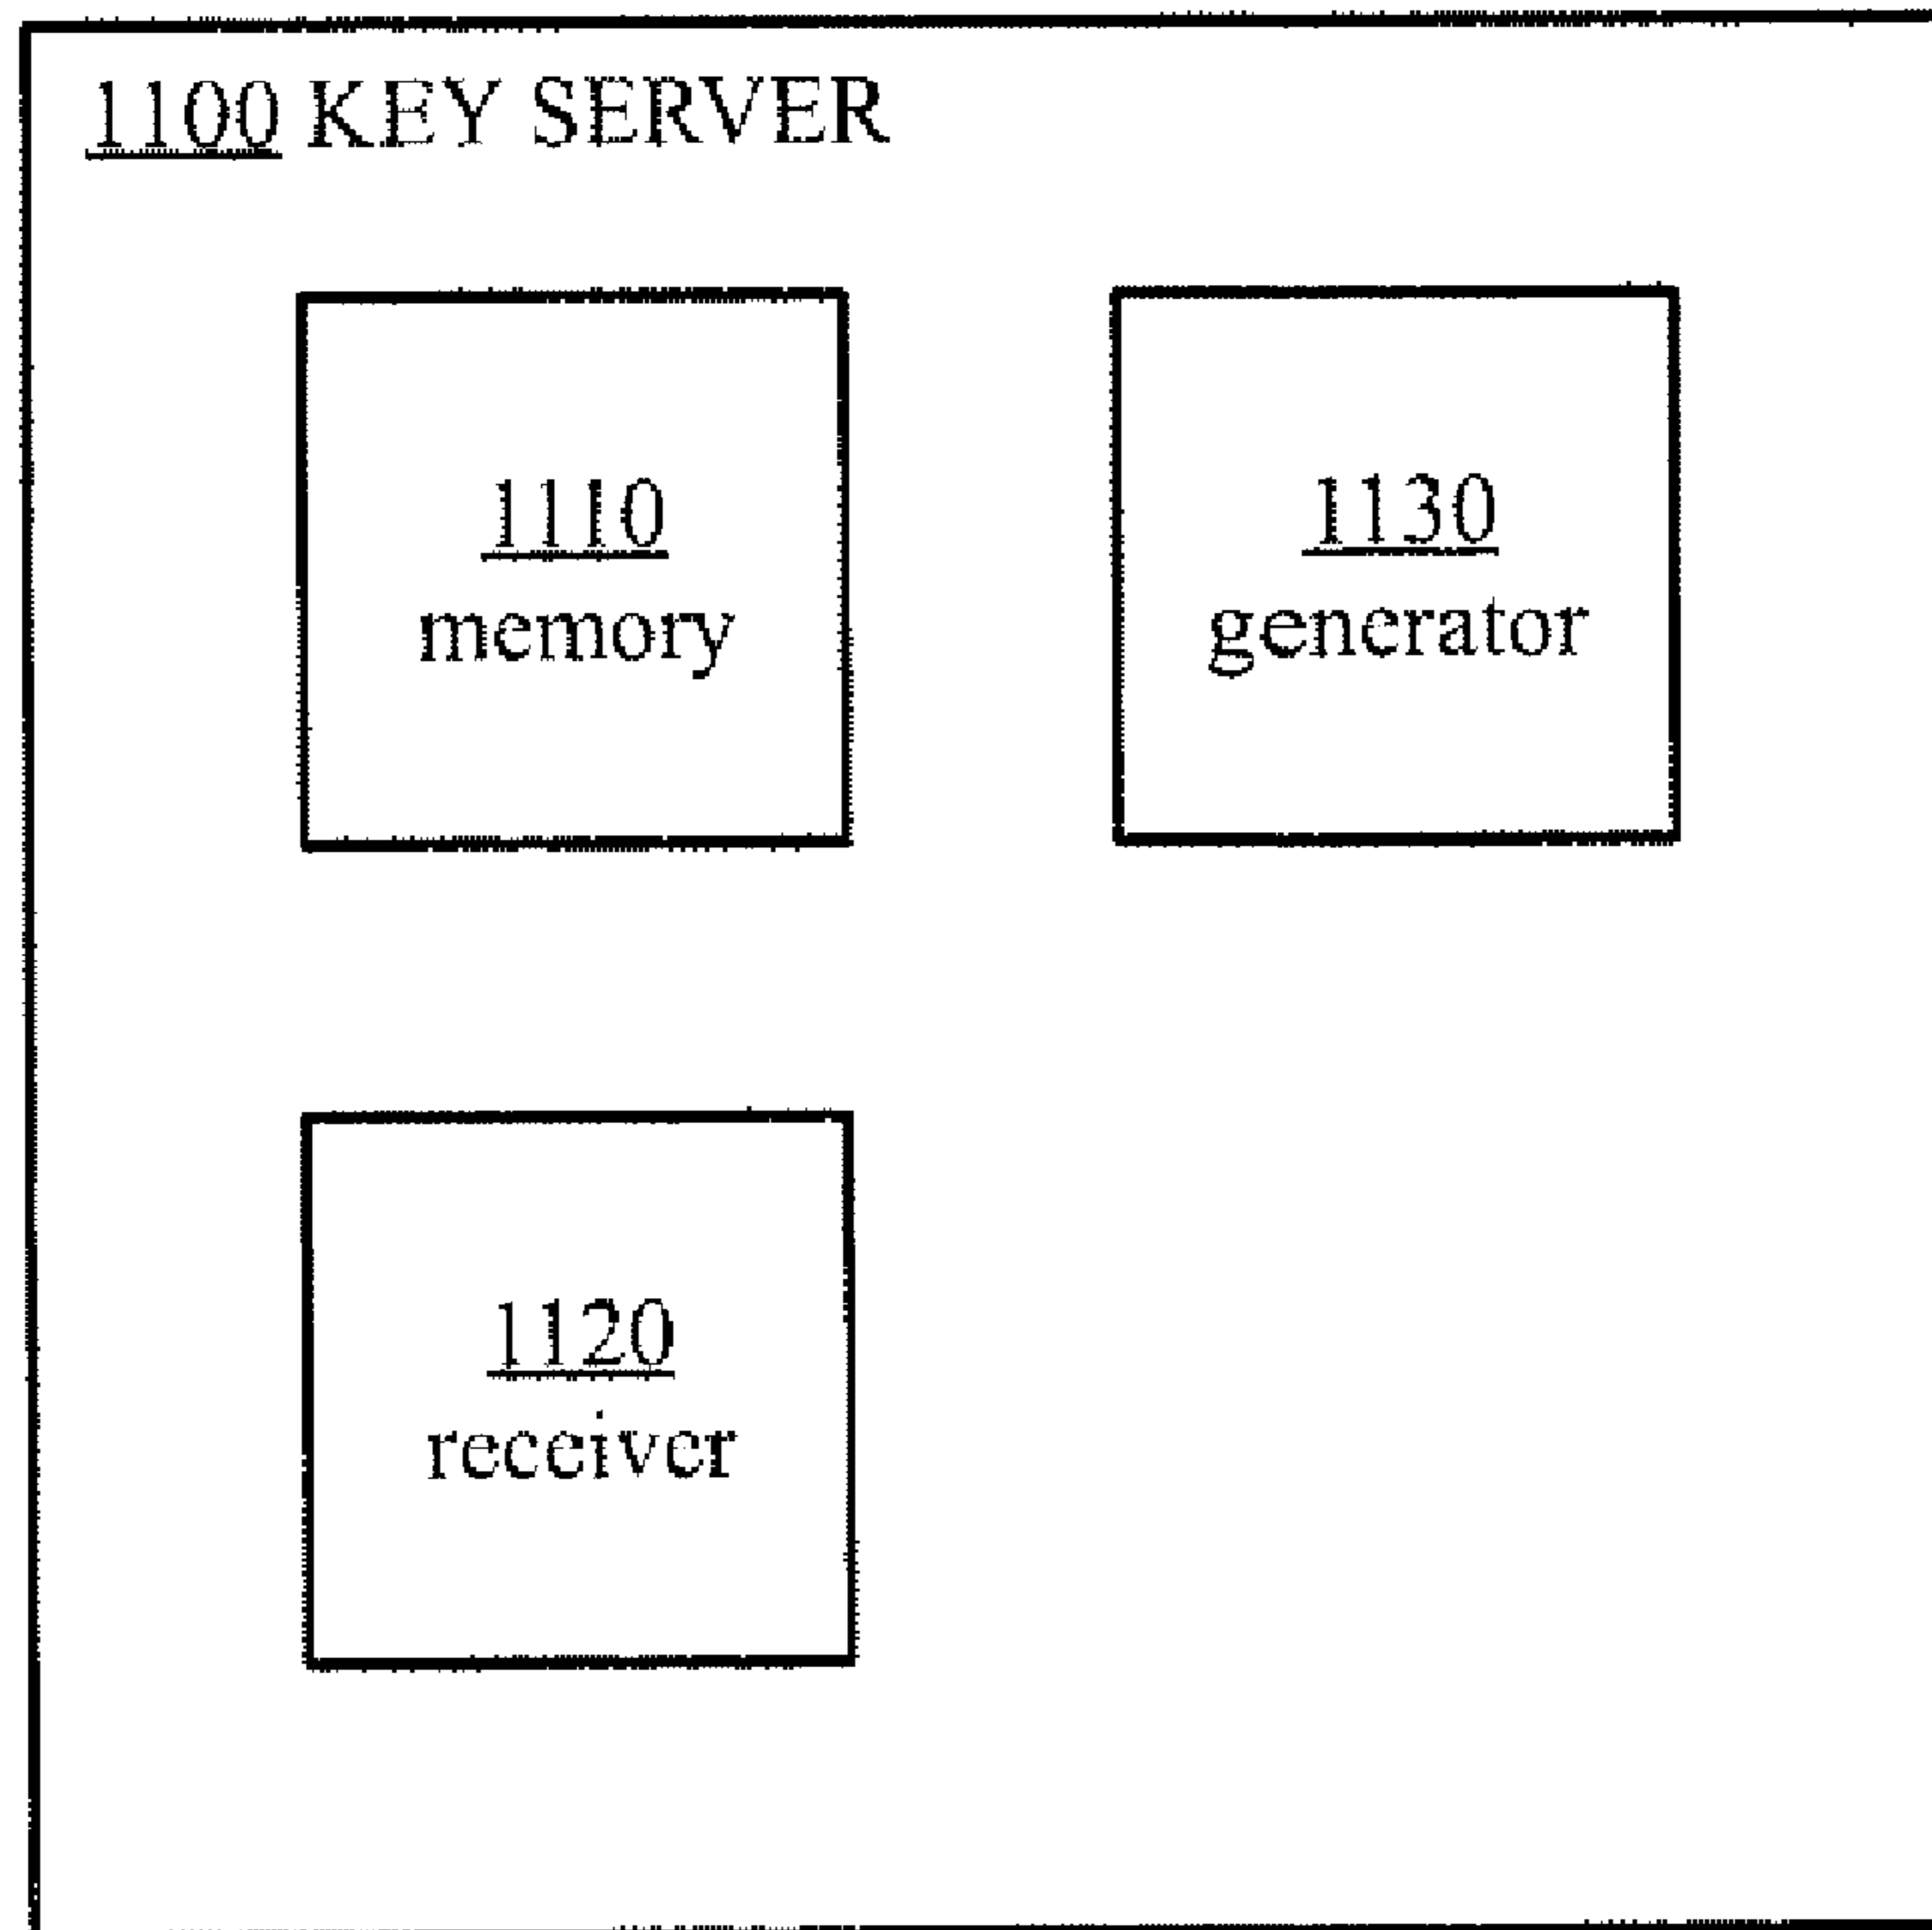 1100 KEY SERVER
1110
memory
1130
generator
1120
receiver